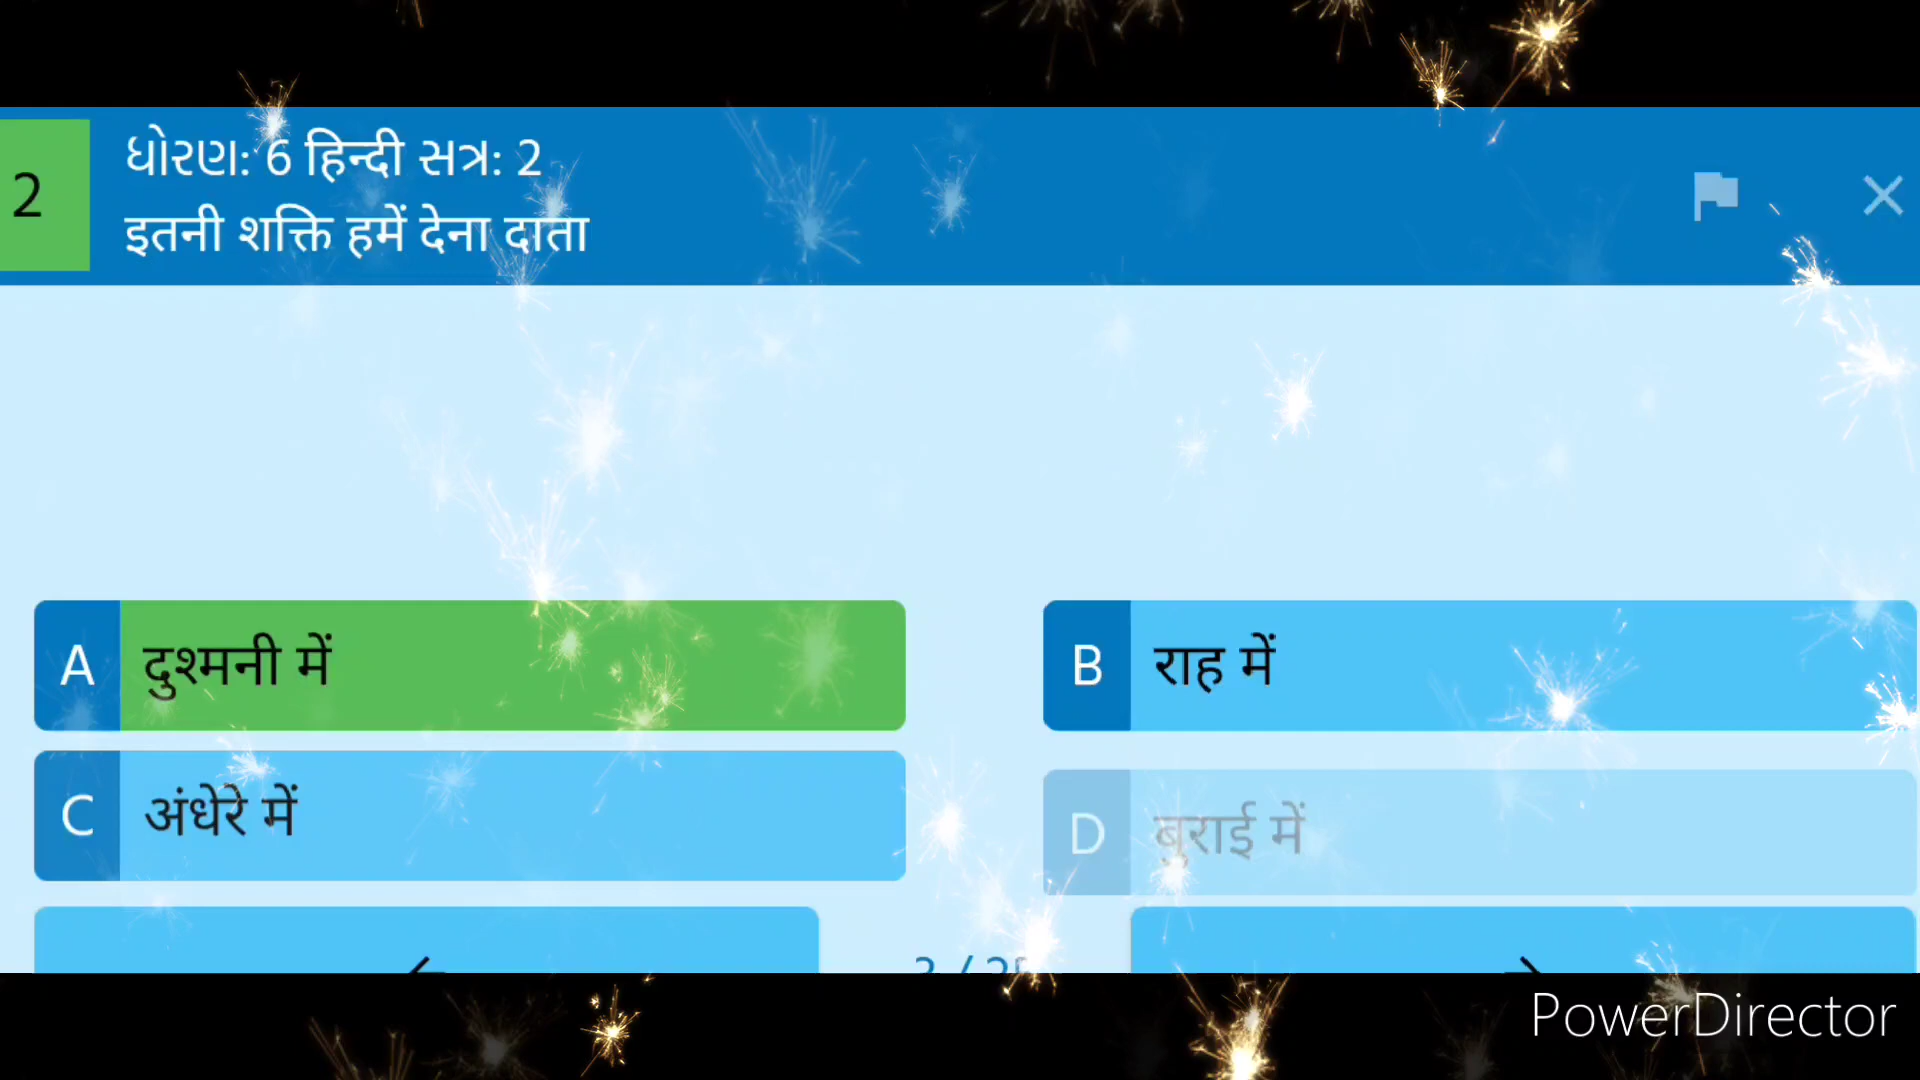 2
ધોરણ: 6 हिन्दी સત્ર: 2
इतनी शक्ति हमें देना दाता
A दुश्मनी में
B राह में
C अंधेरे में
D बुराई में
PowerDirector